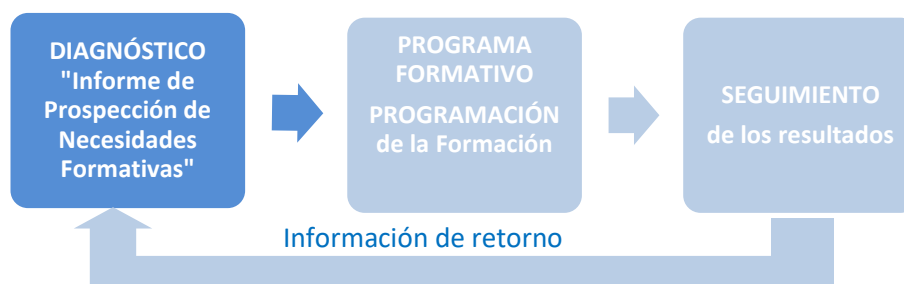 DIAGNÓSTICO
"Informe de
Prospección de
Necesidades
Formativas"
PROGRAMA
FORMATIVO
PROGRAMACIÓN
de la Formación
SEGUIMIENTO
de los resultados
Información de retorno